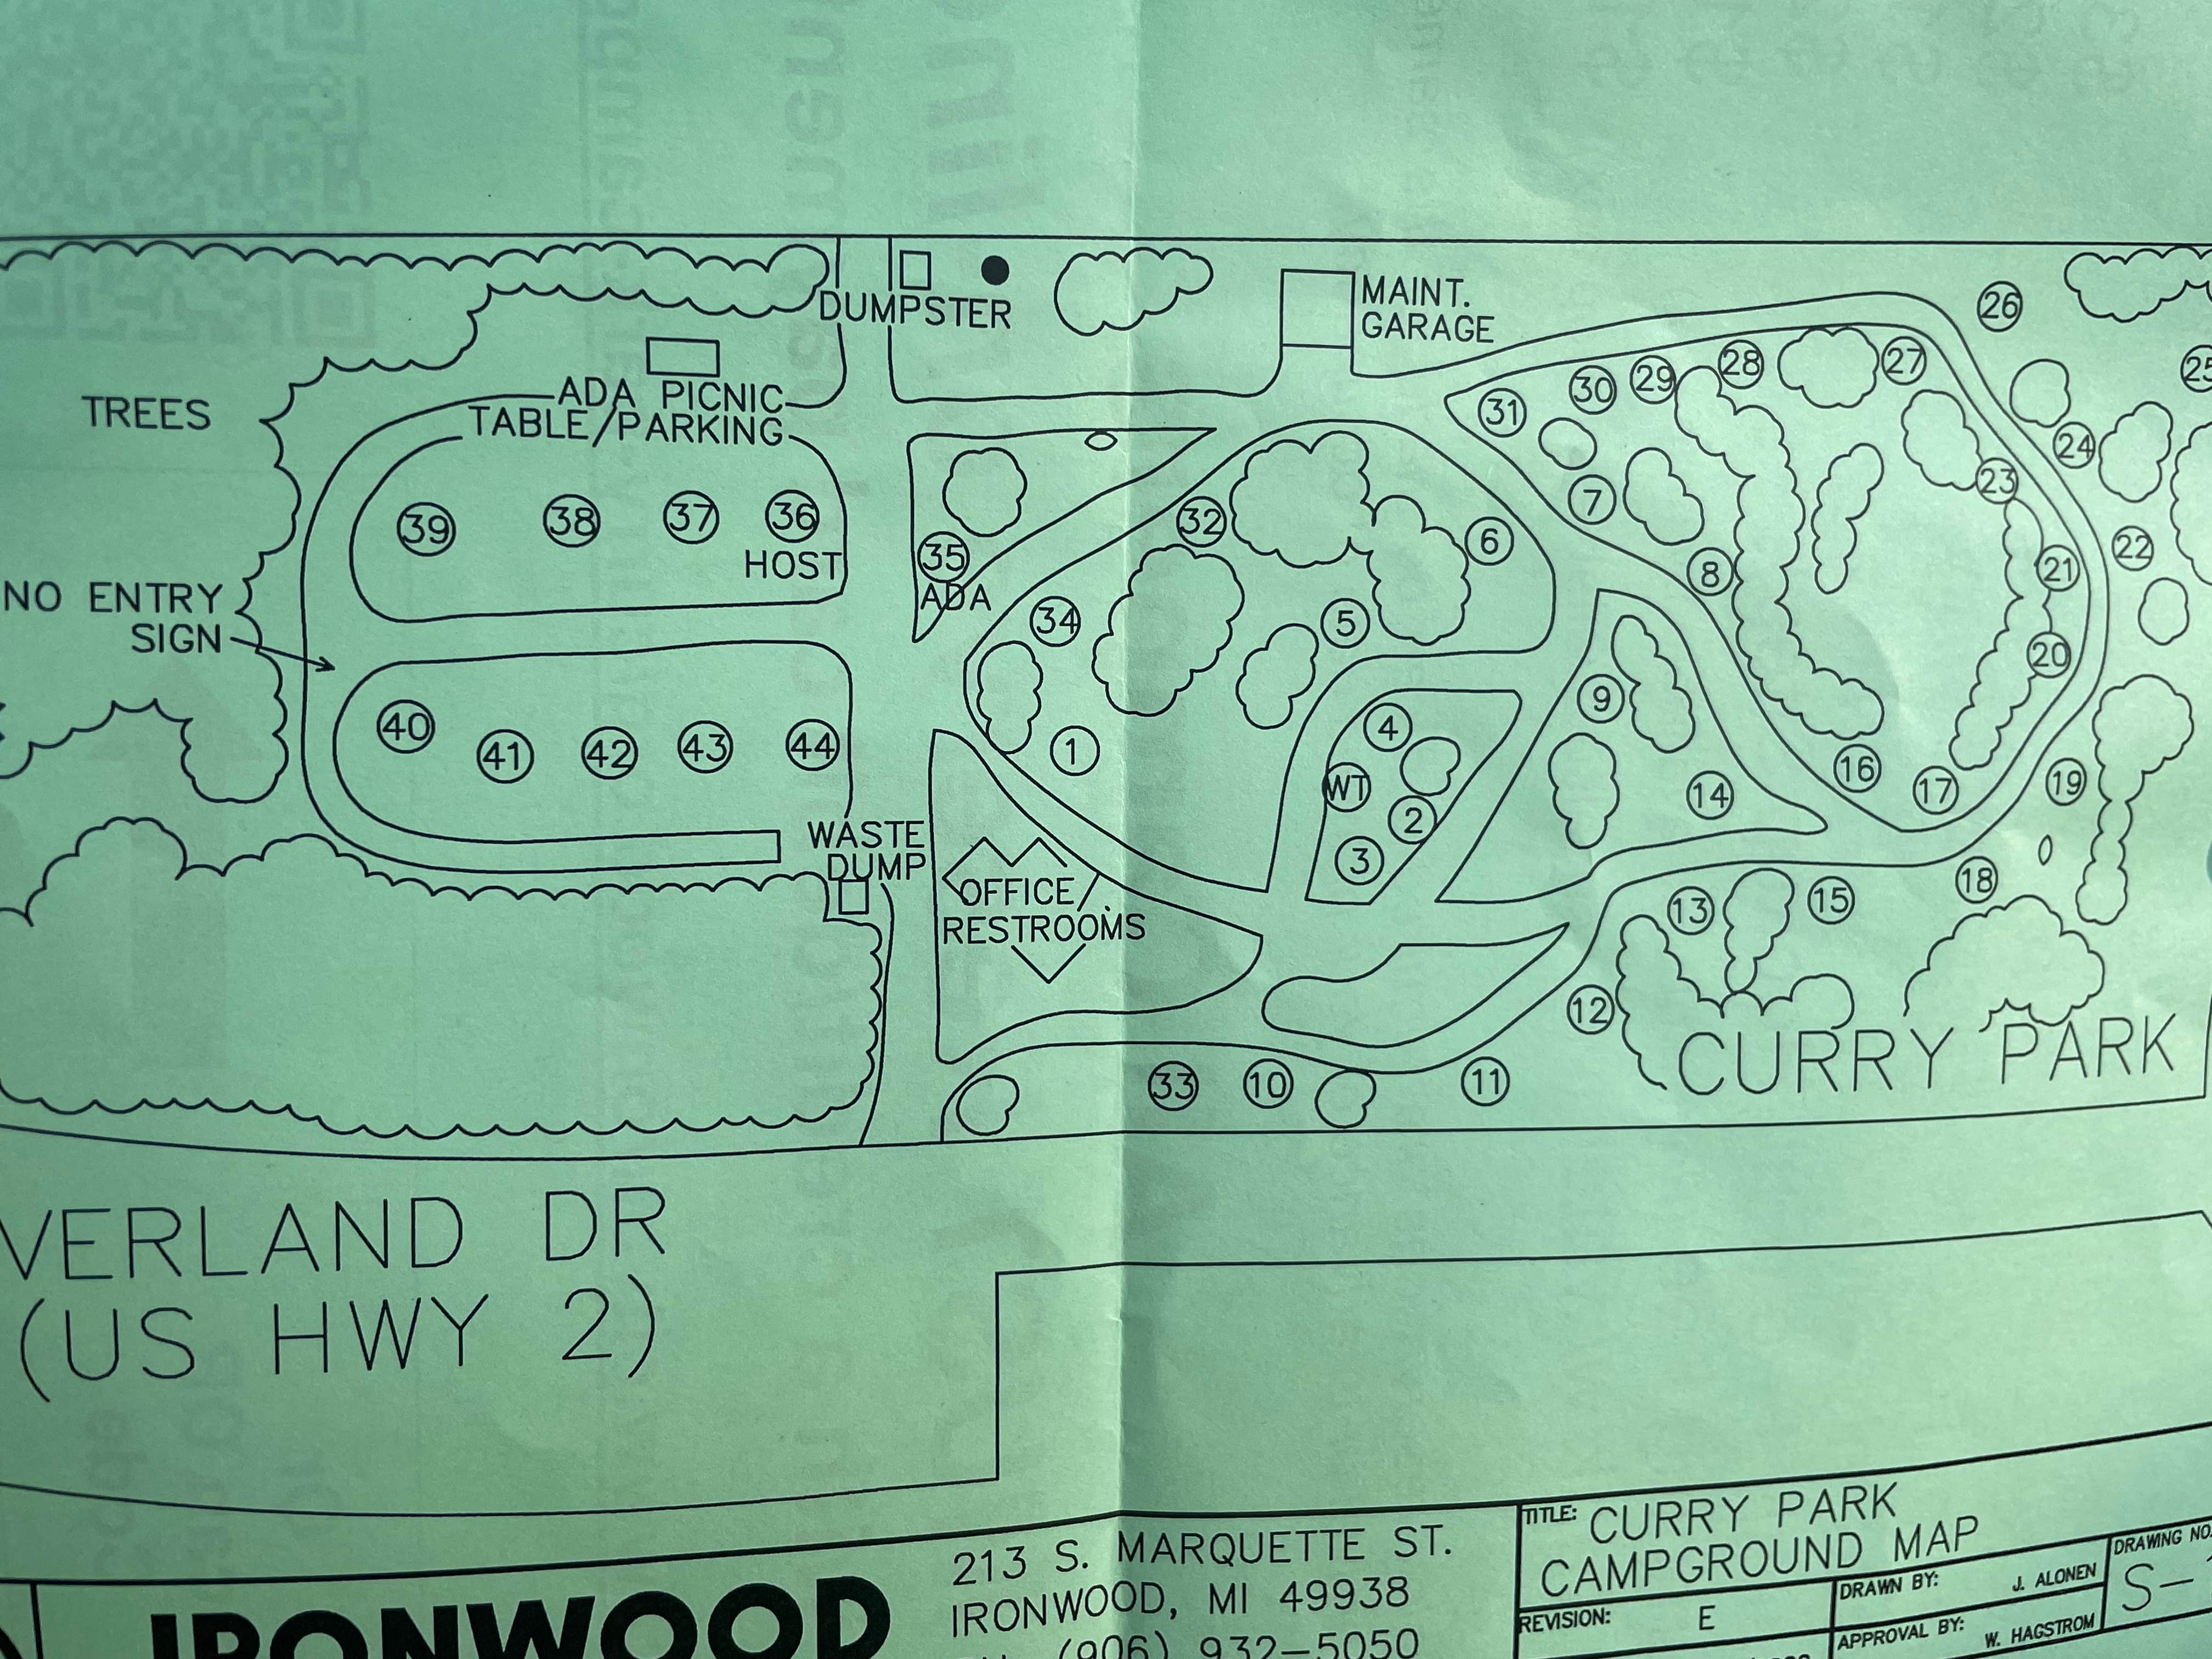 DUMPSTER
MAINT.
GARAGE
26
25
TREES
ADA PICNIC
TABLE/PARKING
31
30
29
28
27
24
23
39
38
37
36
HOST
35
ADA
32
6
7
8
22
21
20
NO ENTRY
SIGN
34
5
1
9
4
WT
2
3
14
16
17
19
40
41
42
43
44
WASTE
DUMP
OFFICE/
RESTROOMS
13
15
18
12
33
10
11
CURRY PARK
VERLAND DR
(US HWY 2)
IRONWOOD
213 S. MARQUETTE ST.
IRONWOOD, MI 49938
(906) 932-5050
TITLE: CURRY PARK
CAMPGROUND MAP
REVISION: E
DRAWN BY: J. ALONEN
APPROVAL BY: W. HAGSTROM
DRAWING NO.
S-